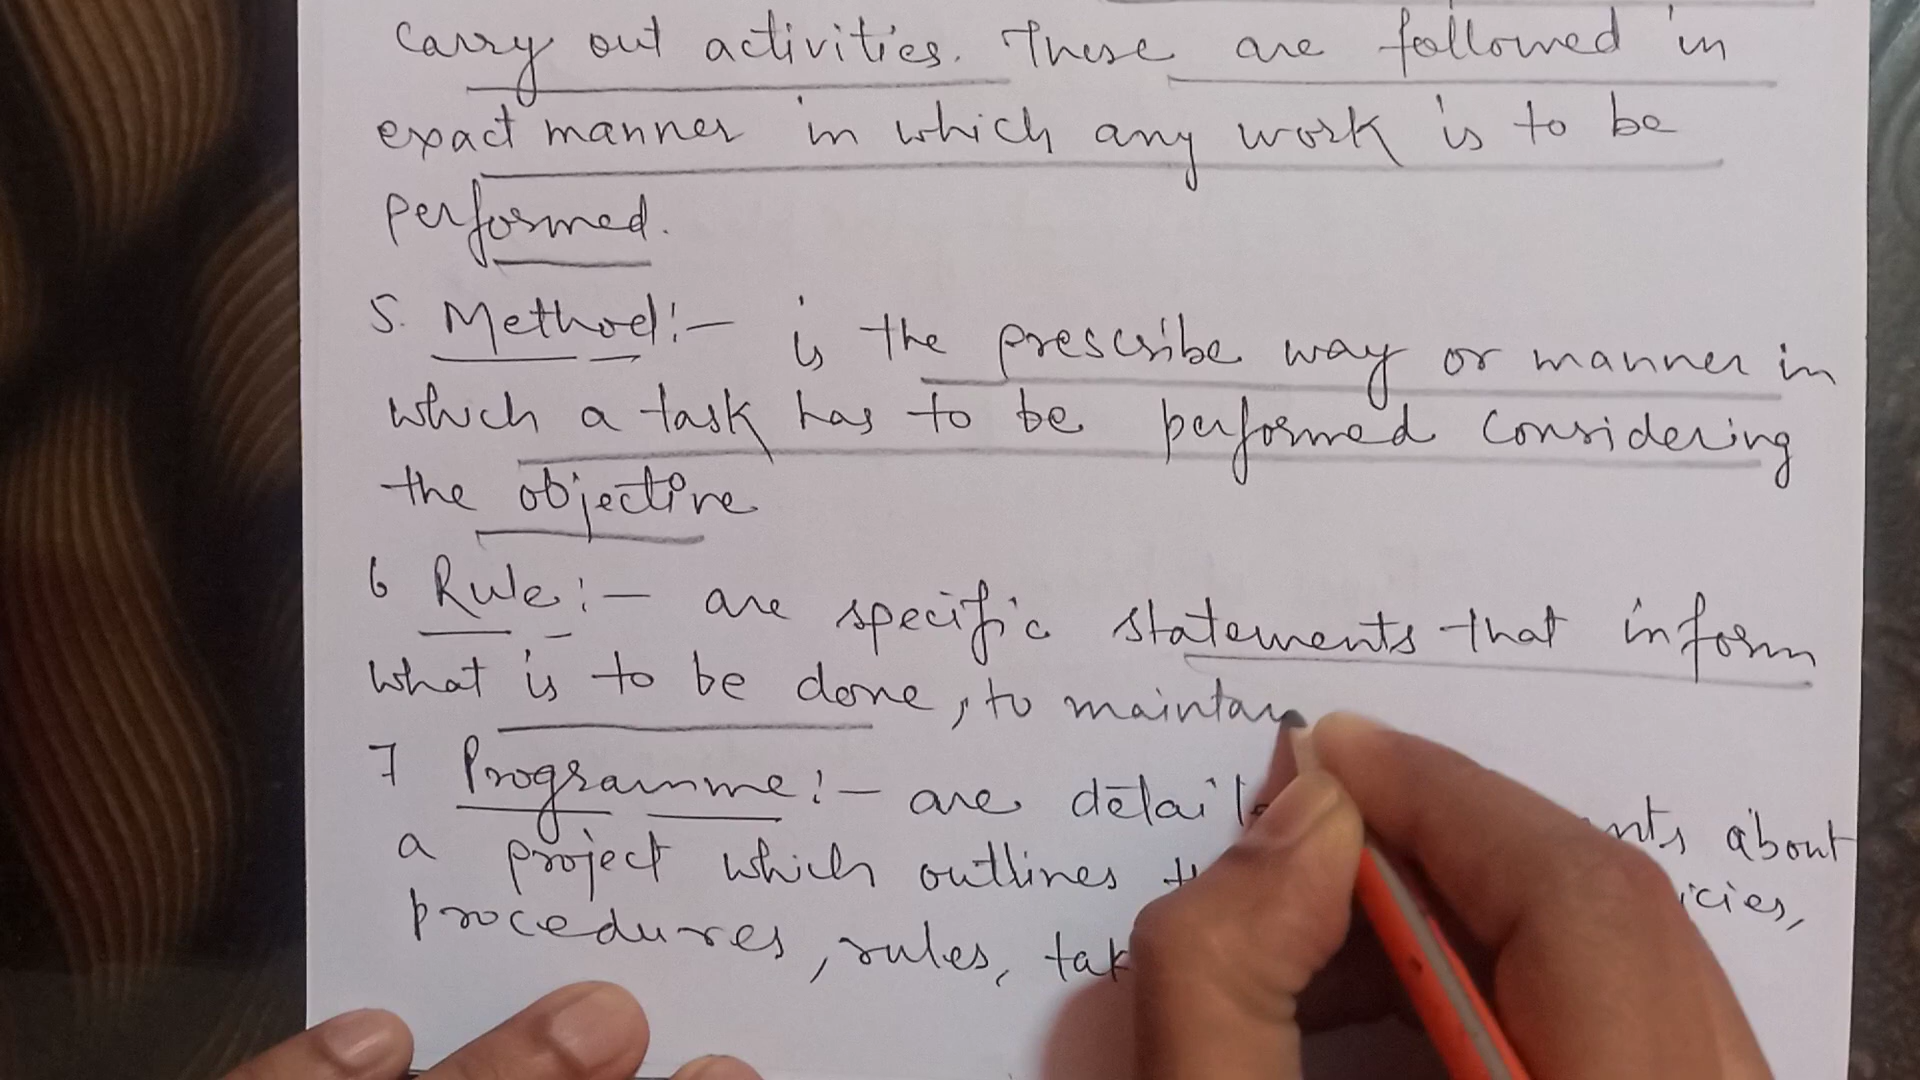 carry out activities. These are followed in
exact manner in which any work is to be
performed.
5. Method:- is the prescribe way or manner in
which a task has to be performed considering
the objective
6 Rule:- are specific statements that inform
what is to be done, to maintain
7 Programme:- are about
a project which outlines
procedures, rules,